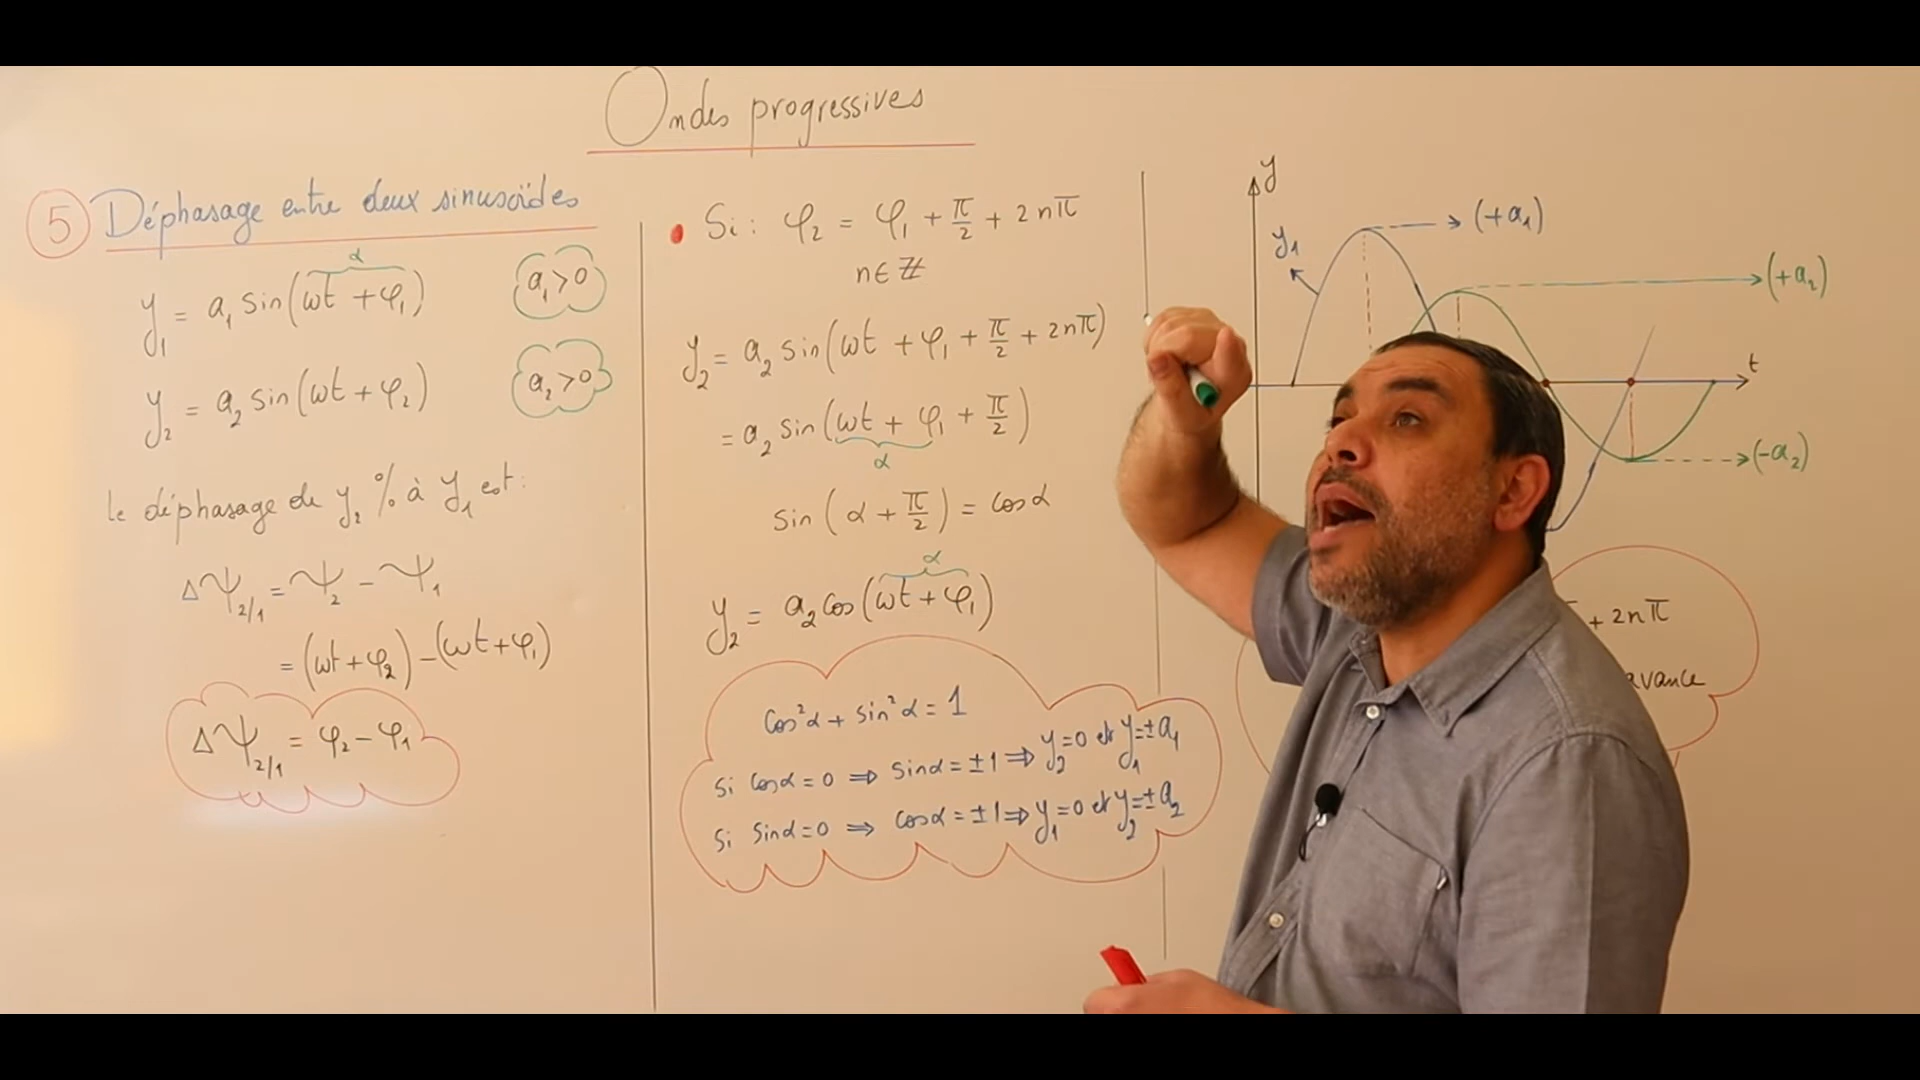 Ondes progressives
5 Déphasage entre deux sinusoïdes
α
y₁ = a₁ sin(ωt + φ₁)
a₁>0
y₂ = a₂ sin(ωt + φ₂)
a₂>0
le déphasage de y₂ % à y₁ est :
Δψ₂/₁ = ψ₂ - ψ₁
= (ωt + φ₂) - (ωt + φ₁)
Δψ₂/₁ = φ₂ - φ₁
Si : φ₂ = φ₁ + π/2 + 2nπ
n∈ℤ
y₂ = a₂ sin(ωt + φ₁ + π/2 + 2nπ)
= a₂ sin(ωt + φ₁ + π/2)
α
sin(α + π/2) = cosα
α
y₂ = a₂ cos(ωt + φ₁)
cos²α + sin²α = 1
Si cosα = 0 ⇒ sinα = ±1 ⇒ y₂=0 et y₁=±a₁
Si sinα=0 ⇒ cosα = ±1 ⇒ y₁=0 et y₂=±a₂
y
(+a₁)
y₁
(+a₂)
t
(-a₂)
+ 2nπ
avance